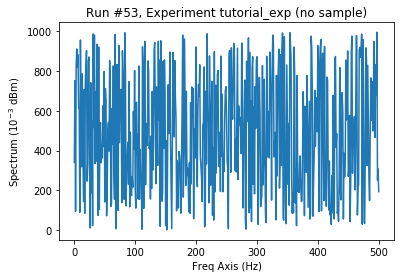 Run #53, Experiment tutorial_exp (no sample)
1000
800
600
400
200
0
Spectrum (10⁻³ dBm)
0 100 200 300 400 500
Freq Axis (Hz)